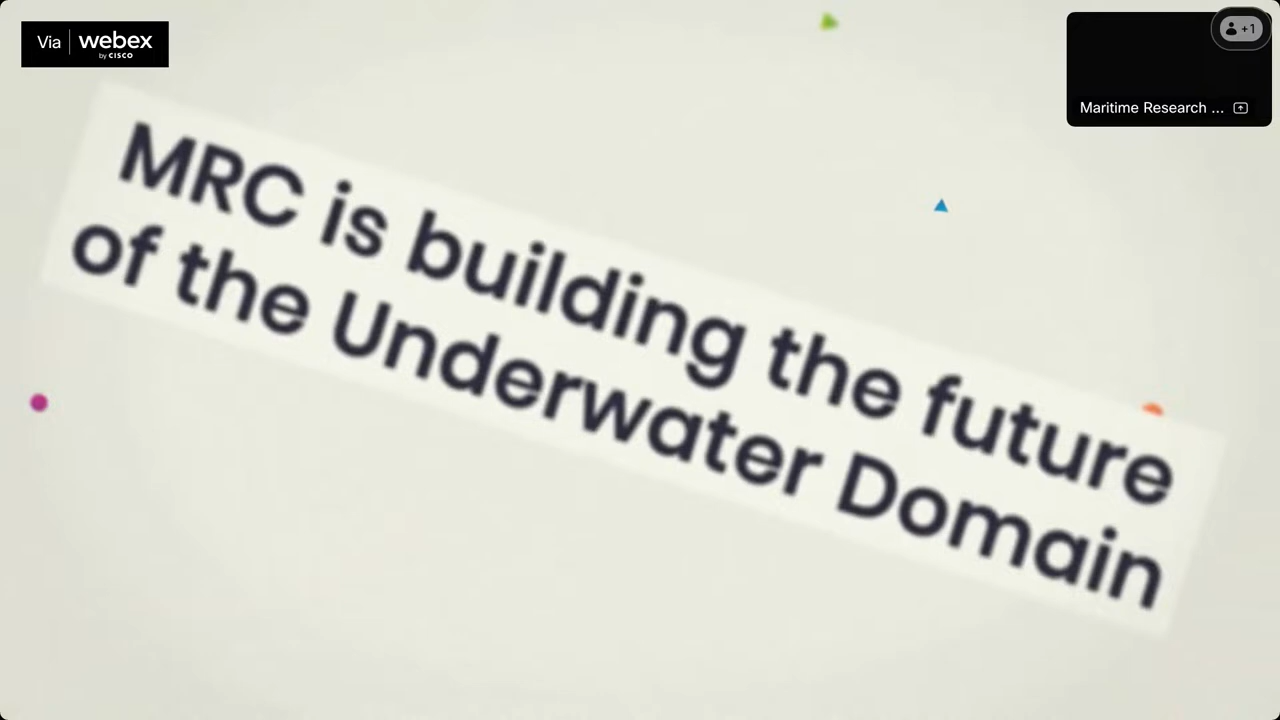 Via webex
by CISCO
+1
Maritime Research ...
MRC is building the future
of the Underwater Domain